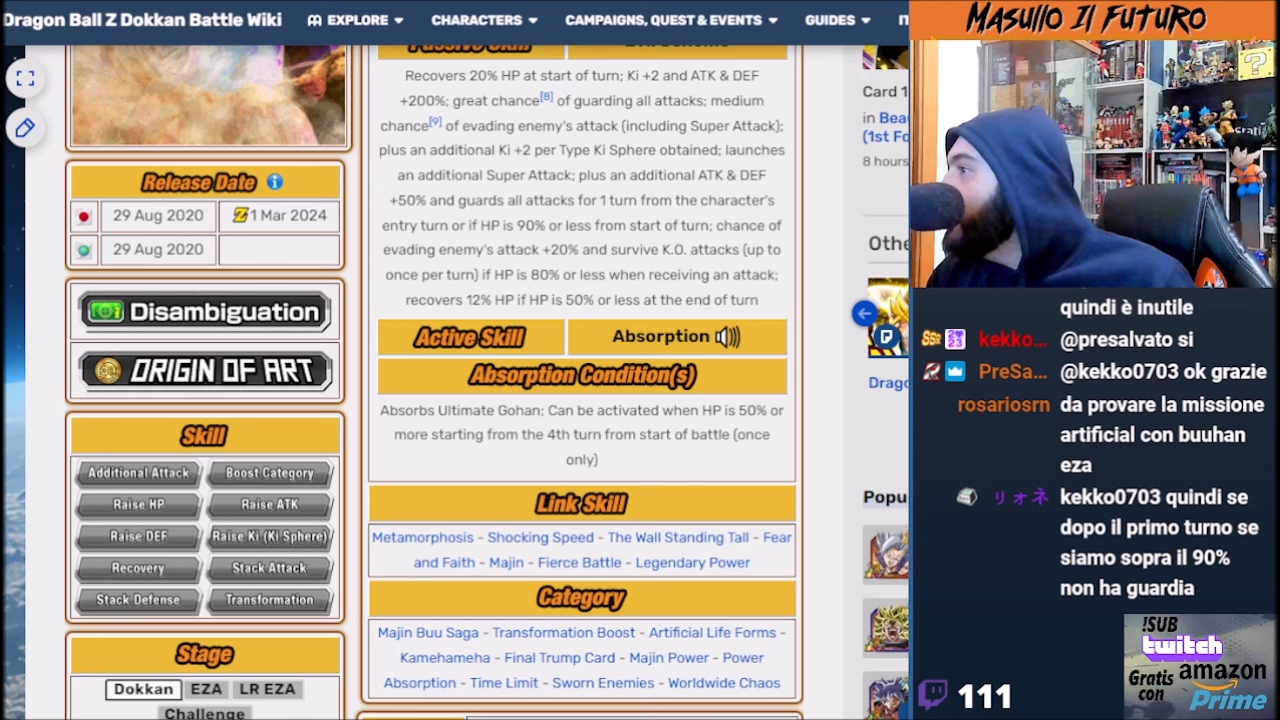 Dragon Ball Z Dokkan Battle Wiki
EXPLORE
CHARACTERS
CAMPAIGNS, QUEST & EVENTS
GUIDES
Passive Skill
Recovers 20% HP at start of turn; Ki +2 and ATK & DEF
+200%; great chance[8] of guarding all attacks; medium
chance[9] of evading enemy's attack (including Super Attack);
plus an additional Ki +2 per Type Ki Sphere obtained; launches
an additional Super Attack; plus an additional ATK & DEF
+50% and guards all attacks for 1 turn from the character's
entry turn or if HP is 90% or less from start of turn; chance of
evading enemy's attack +20% and survive K.O. attacks (up to
once per turn) if HP is 80% or less when receiving an attack;
recovers 12% HP if HP is 50% or less at the end of turn
Active Skill
Absorption
Absorption Condition(s)
Absorbs Ultimate Gohan; Can be activated when HP is 50% or
more starting from the 4th turn from start of battle (once
only)
Link Skill
Metamorphosis - Shocking Speed - The Wall Standing Tall - Fear
and Faith - Majin - Fierce Battle - Legendary Power
Category
Majin Buu Saga - Transformation Boost - Artificial Life Forms -
Kamehameha - Final Trump Card - Majin Power - Power
Absorption - Time Limit - Sworn Enemies - Worldwide Chaos
Release Date
29 Aug 2020
Z 1 Mar 2024
29 Aug 2020
Disambiguation
ORIGIN OF ART
Skill
Additional Attack
Boost Category
Raise HP
Raise ATK
Raise DEF
Raise Ki (Ki Sphere)
Recovery
Stack Attack
Stack Defense
Transformation
Stage
Dokkan
EZA
LR EZA
Challenge
Card 1
in Beau
(1st Fo
8 hours
Othe
Drago
Popu
MASULLO IL FUTURO
quindi è inutile
kekko... @presalvato si
PreSa... @kekko0703 ok grazie
rosariosrn da provare la missione
artificial con buuhan
eza
リォネ kekko0703 quindi se
dopo il primo turno se
siamo sopra il 90%
non ha guardia
!SUB
twitch
Gratis
con
amazon
Prime
111